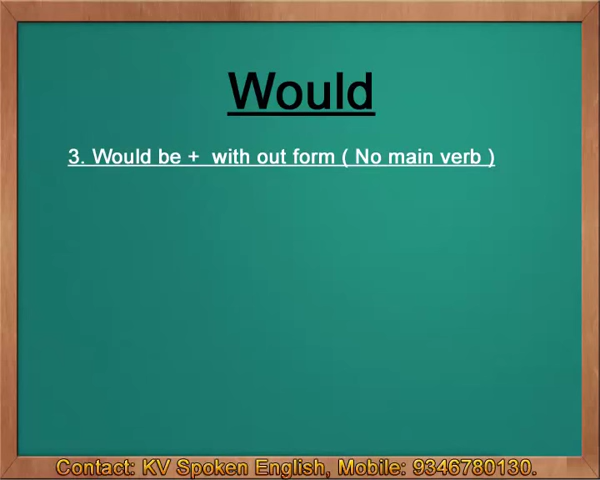 Would
3. Would be + with out form ( No main verb )
Contact: KV Spoken English, Mobile: 9346780130.